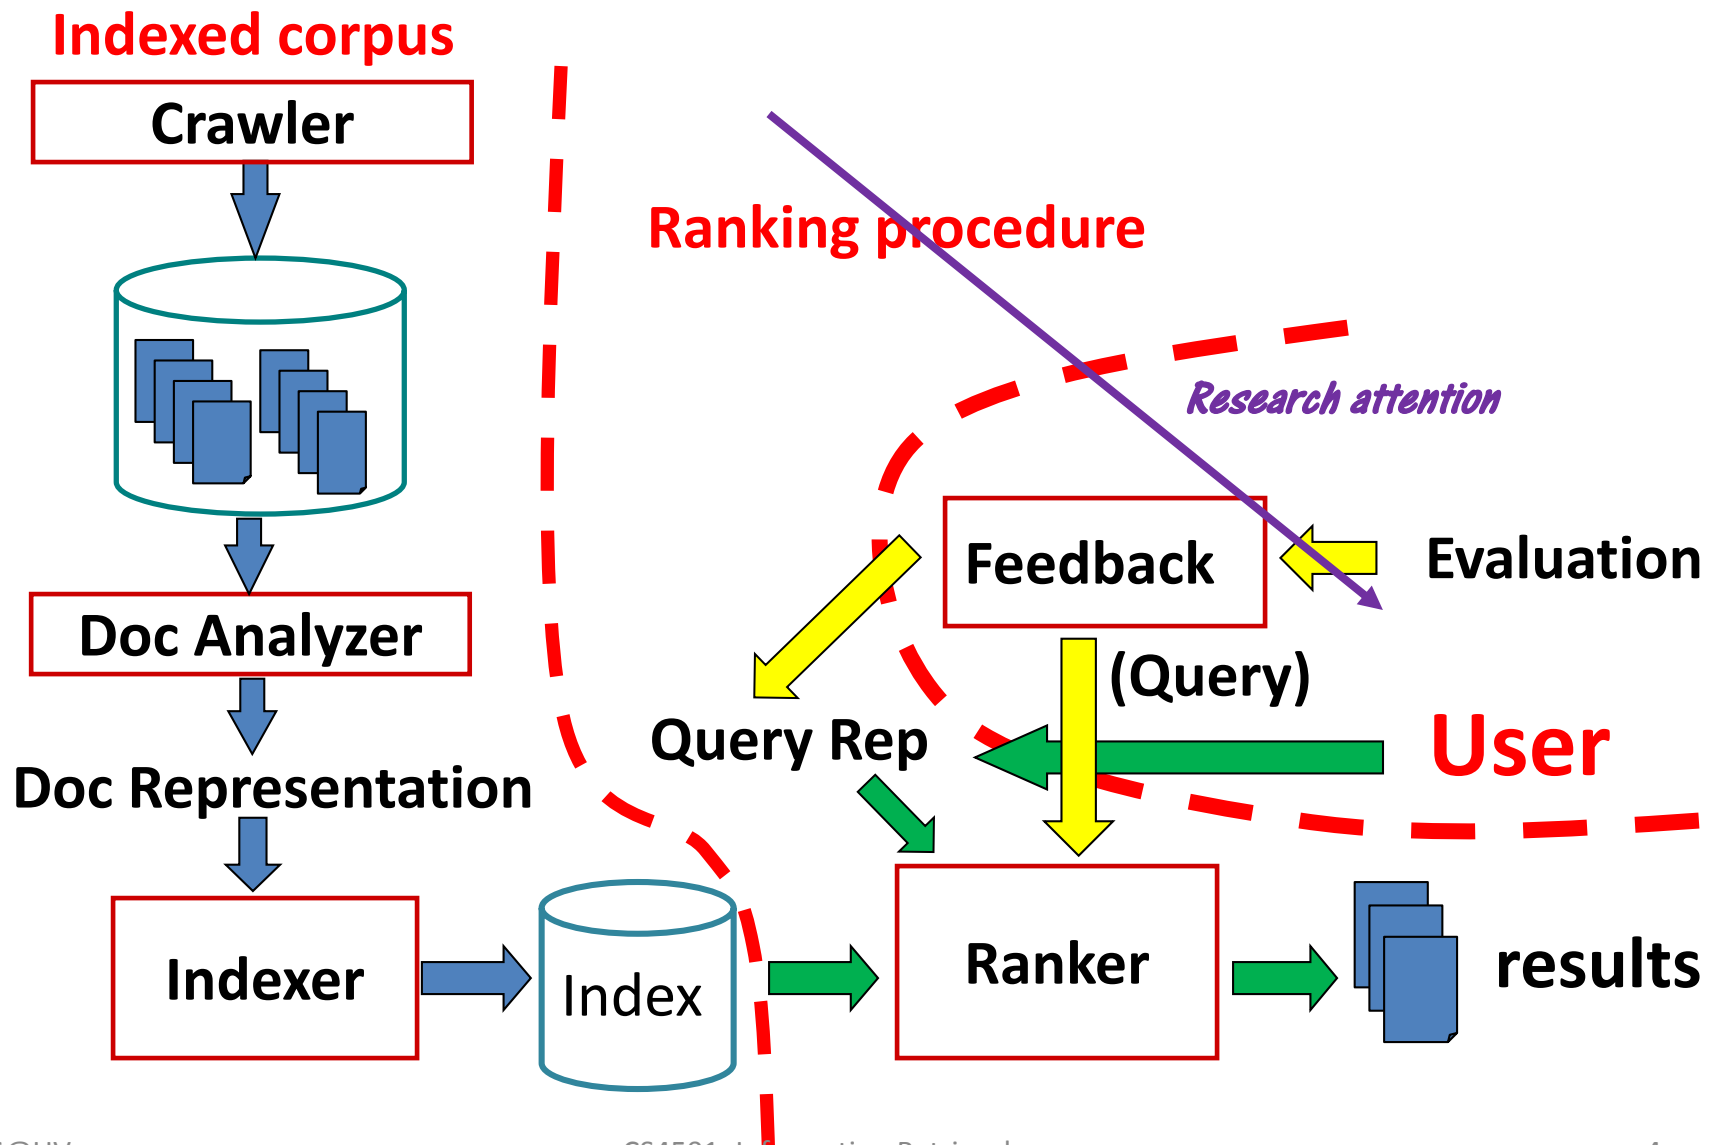 Indexed corpus
Crawler
Ranking procedure
Research attention
Feedback
Evaluation
Doc Analyzer
(Query)
Query Rep
User
Doc Representation
Indexer
Index
Ranker
results